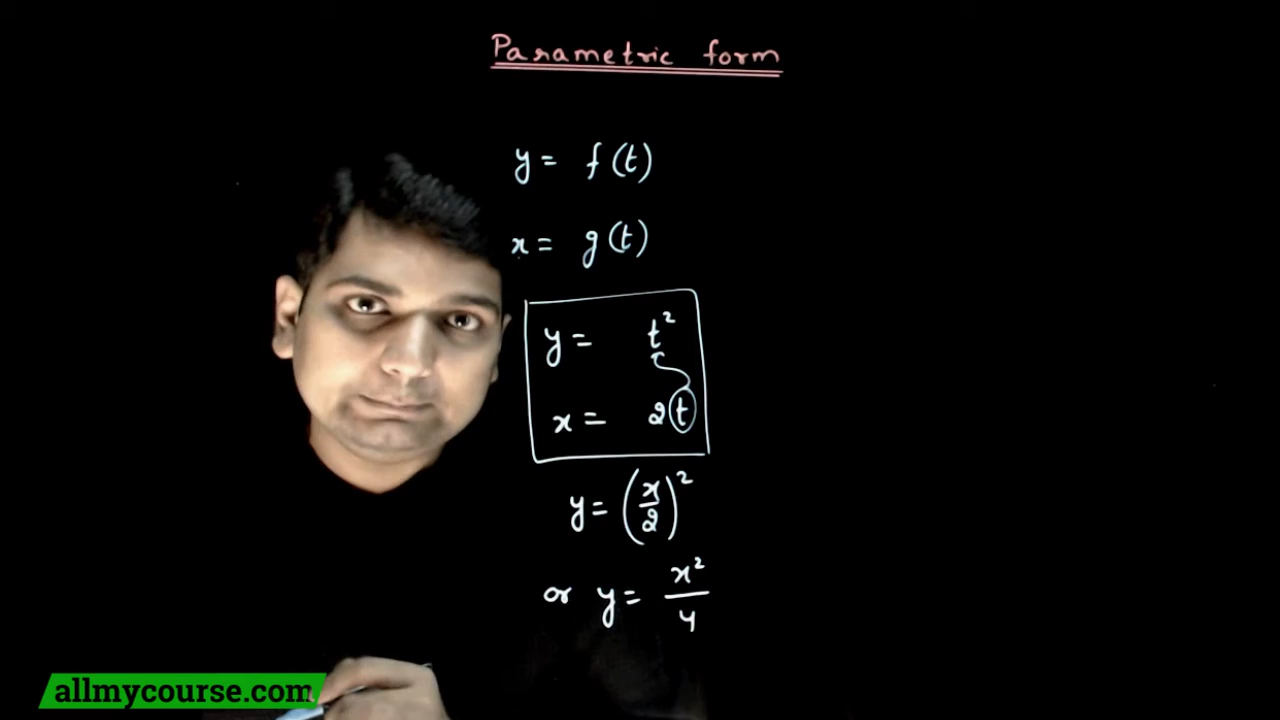 Parametric form
y = f(t)
x = g(t)
y = t²
x = 2t
y = (x/2)²
or y = x²/4
allmycourse.com